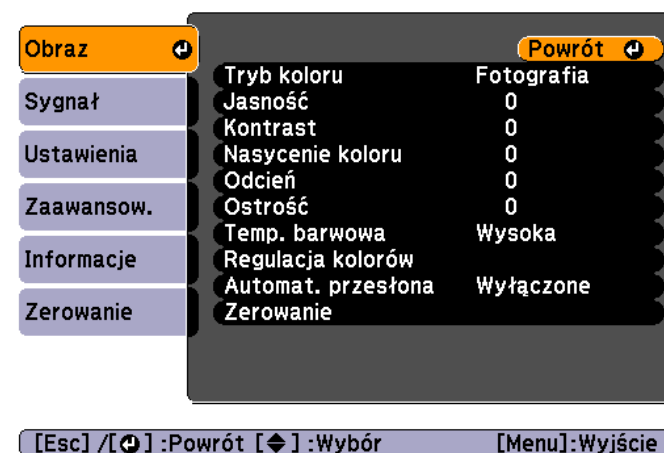 Obraz
Sygnał
Ustawienia
Zaawansow.
Informacje
Zerowanie
Powrót
Tryb koloru Fotografia
Jasność 0
Kontrast 0
Nasycenie koloru 0
Odcień 0
Ostrość 0
Temp. barwowa Wysoka
Regulacja kolorów
Automat. przesłona Wyłączone
Zerowanie
[Esc] /[⏎] :Powrót [◆] :Wybór [Menu]:Wyjście